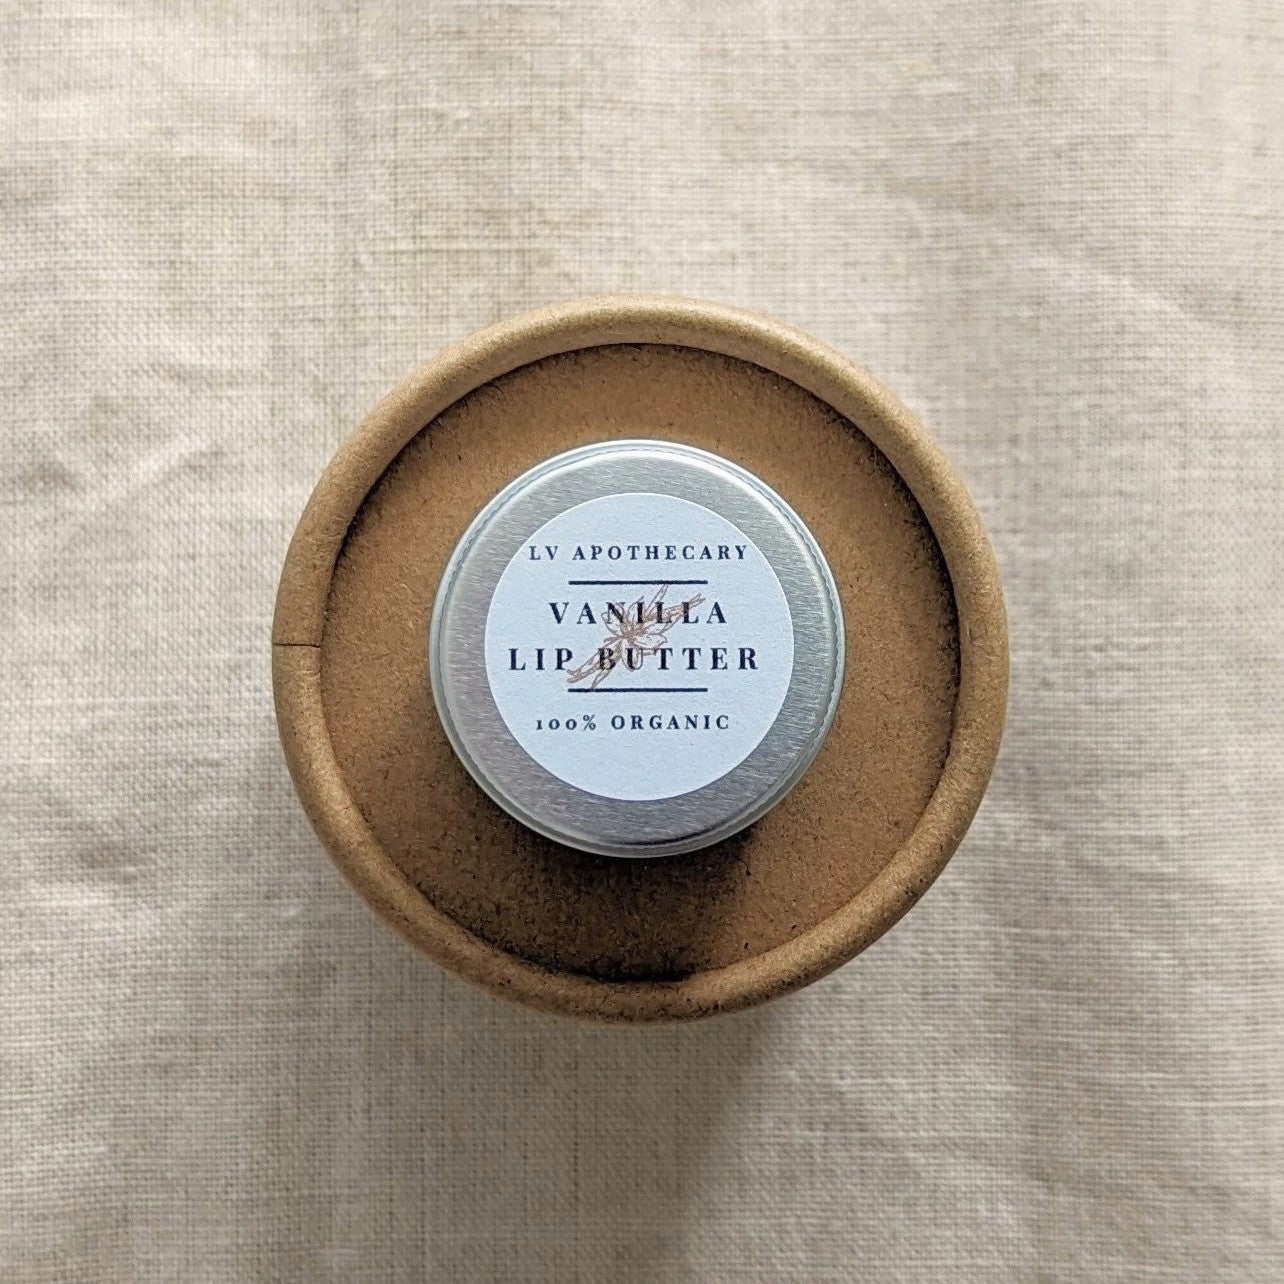 LV APOTHECARY
VANILLA
LIP BUTTER
100% ORGANIC